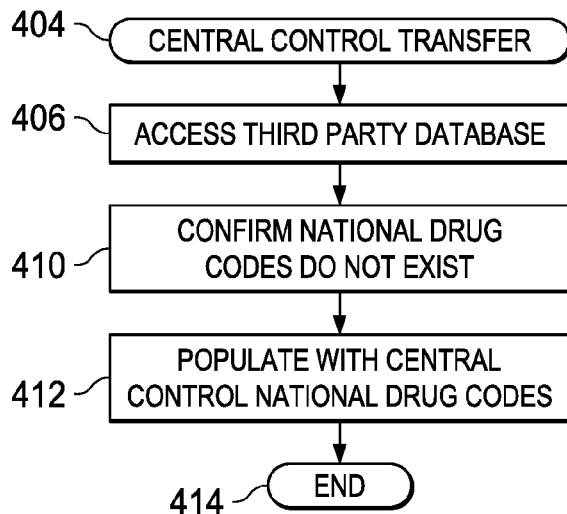 404
CENTRAL CONTROL TRANSFER
406
ACCESS THIRD PARTY DATABASE
410
CONFIRM NATIONAL DRUG
CODES DO NOT EXIST
412
POPULATE WITH CENTRAL
CONTROL NATIONAL DRUG CODES
414
END